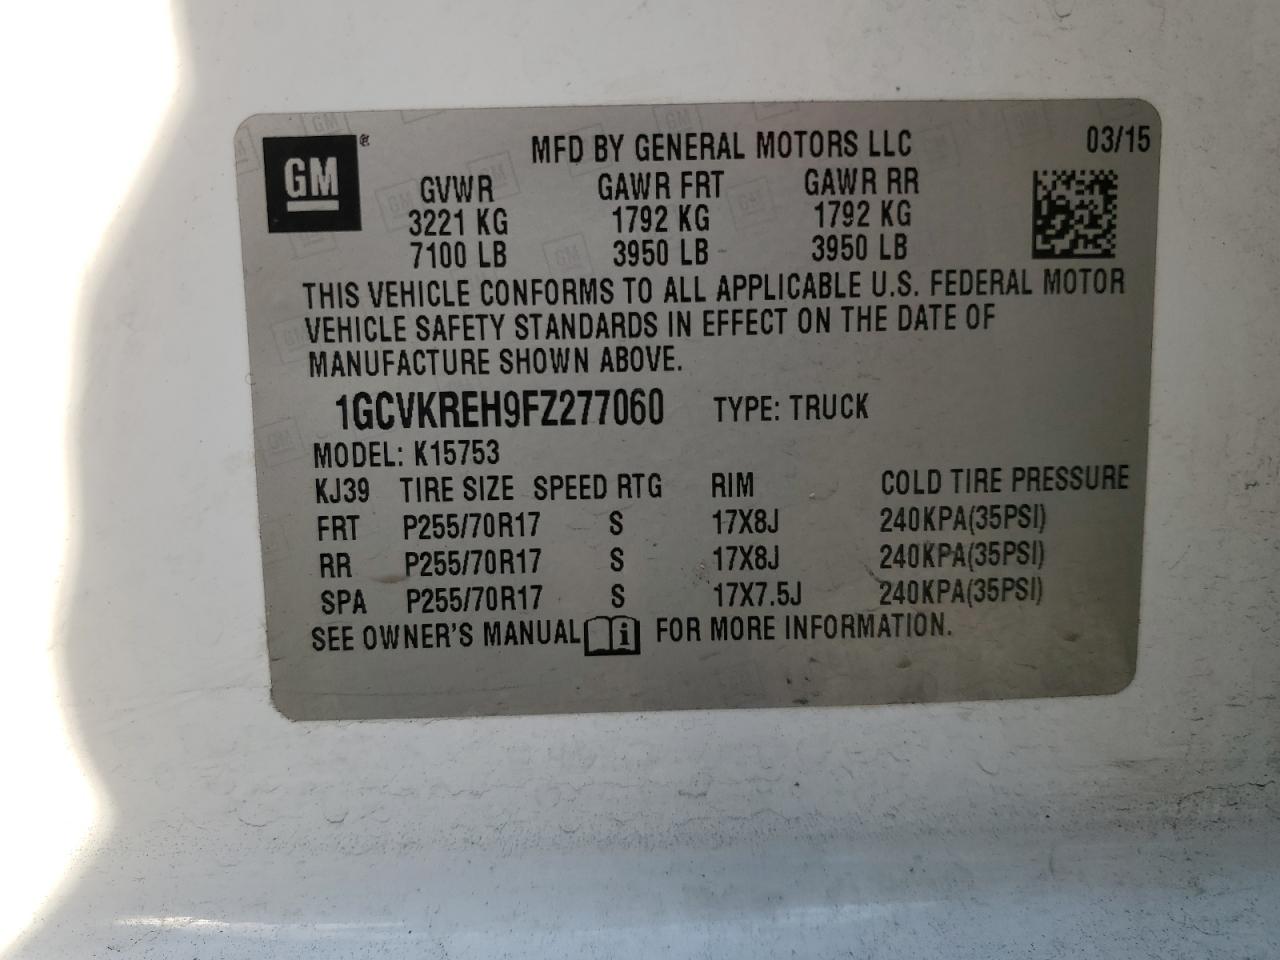 GM ® MFD BY GENERAL MOTORS LLC 03/15
GVWR GAWR FRT GAWR RR
3221 KG 1792 KG 1792 KG
7100 LB 3950 LB 3950 LB
THIS VEHICLE CONFORMS TO ALL APPLICABLE U.S. FEDERAL MOTOR
VEHICLE SAFETY STANDARDS IN EFFECT ON THE DATE OF
MANUFACTURE SHOWN ABOVE.
1GCVKREH9FZ277060 TYPE: TRUCK
MODEL: K15753
KJ39 TIRE SIZE SPEED RTG RIM COLD TIRE PRESSURE
FRT P255/70R17 S 17X8J 240KPA(35PSI)
RR P255/70R17 S 17X8J 240KPA(35PSI)
SPA P255/70R17 S 17X7.5J 240KPA(35PSI)
SEE OWNER'S MANUAL i FOR MORE INFORMATION.